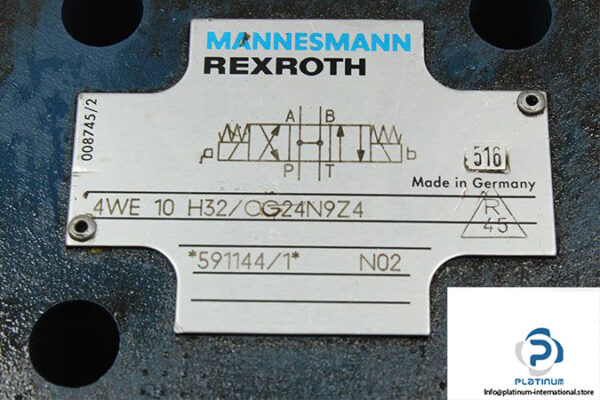 MANNESMANN
REXROTH
008745/2
A B
a b
P T
516
Made in Germany
4WE 10 H32/CG24N9Z4
R
45
*591144/1* N02
P
PLATINUM
Info@platinum-international.store